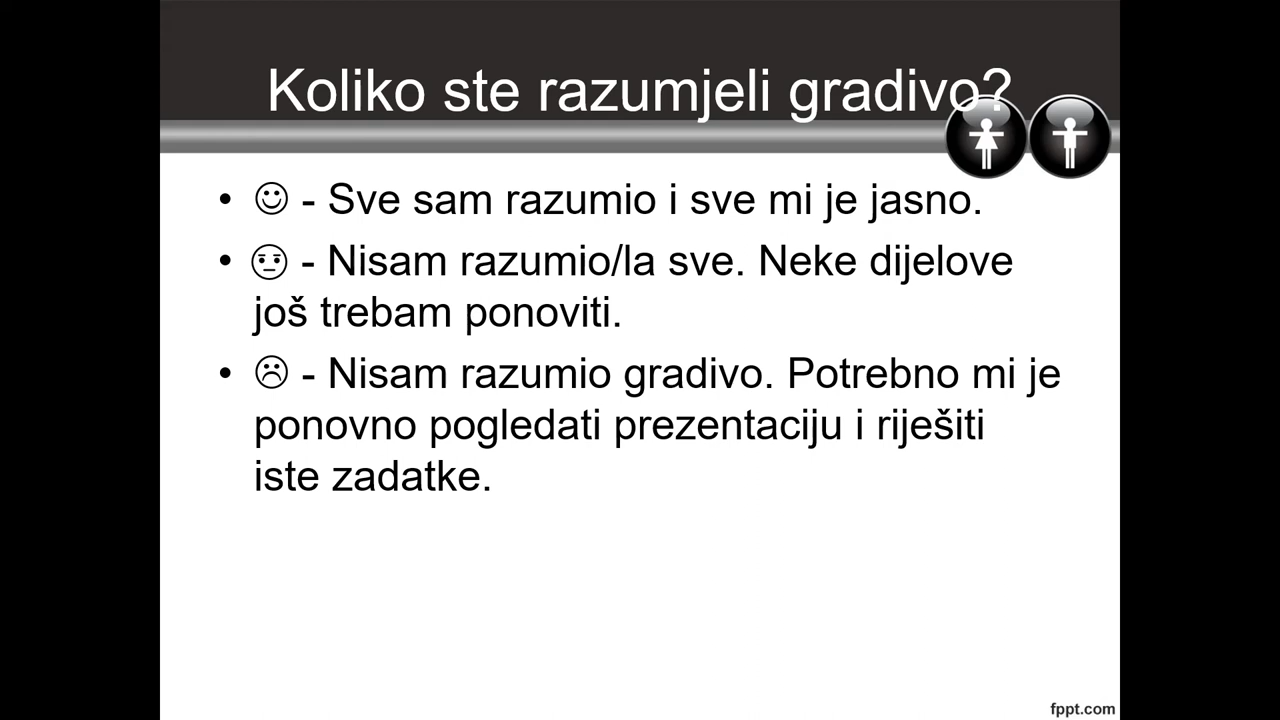 Koliko ste razumjeli gradivo?
• ☺ - Sve sam razumio i sve mi je jasno.
• 😐 - Nisam razumio/la sve. Neke dijelove
još trebam ponoviti.
• ☹ - Nisam razumio gradivo. Potrebno mi je
ponovno pogledati prezentaciju i riješiti
iste zadatke.
fppt.com